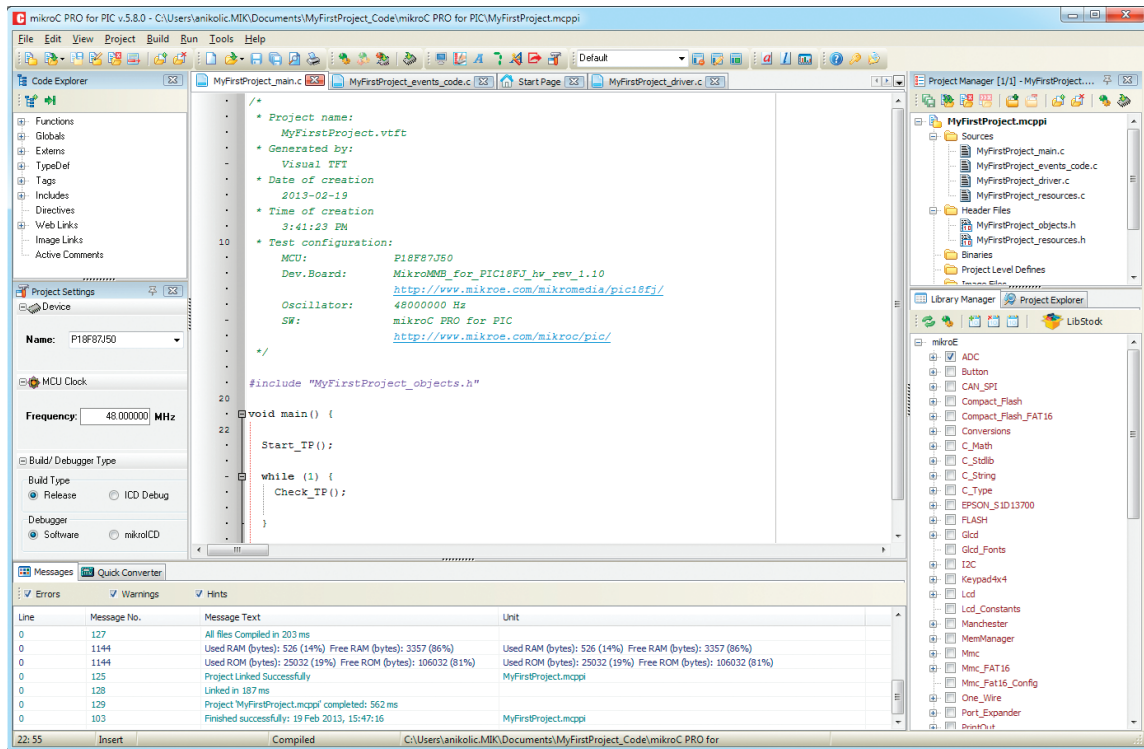 mikroC PRO for PIC v.5.8.0 - C:\Users\anikolic.MIK\Documents\MyFirstProject_Code\mikroC PRO for PIC\MyFirstProject.mcppi
File Edit View Project Build Run Tools Help
Default
Code Explorer
Functions
Globals
Externs
TypeDef
Tags
Includes
Directives
Web Links
Image Links
Active Comments
Project Settings
Device
Name: P18F87J50
MCU Clock
Frequency: 48.000000 MHz
Build/ Debugger Type
Build Type
Release ICD Debug
Debugger
Software mikroICD
MyFirstProject_main.c MyFirstProject_events_code.c Start Page MyFirstProject_driver.c
/*
* Project name:
MyFirstProject.vtft
* Generated by:
Visual TFT
* Date of creation
2013-02-19
* Time of creation
3:41:23 PM
10 * Test configuration:
MCU: P18F87J50
Dev.Board: MikroMMB_for_PIC18FJ_hw_rev_1.10
http://www.mikroe.com/mikromedia/pic18fj/
Oscillator: 48000000 Hz
SW: mikroC PRO for PIC
http://www.mikroe.com/mikroc/pic/
*/
#include "MyFirstProject_objects.h"
20
void main() {
22
Start_TP();
while (1) {
Check_TP();
}
Project Manager [1/1] - MyFirstProject....
MyFirstProject.mcppi
Sources
MyFirstProject_main.c
MyFirstProject_events_code.c
MyFirstProject_driver.c
MyFirstProject_resources.c
Header Files
MyFirstProject_objects.h
MyFirstProject_resources.h
Binaries
Project Level Defines
Image Files
Library Manager Project Explorer
LibStock
mikroE
ADC
Button
CAN_SPI
Compact_Flash
Compact_Flash_FAT16
Conversions
C_Math
C_Stdlib
C_String
C_Type
EPSON_S1D13700
FLASH
Glcd
Glcd_Fonts
I2C
Keypad4x4
Lcd
Lcd_Constants
Manchester
MemManager
Mmc
Mmc_FAT16
Mmc_Fat16_Config
One_Wire
Port_Expander
PrintOut
Messages Quick Converter
Errors Warnings Hints
Line Message No. Message Text Unit
0 127 All files Compiled in 203 ms
0 1144 Used RAM (bytes): 526 (14%) Free RAM (bytes): 3357 (86%) Used RAM (bytes): 526 (14%) Free RAM (bytes): 3357 (86%)
0 1144 Used ROM (bytes): 25032 (19%) Free ROM (bytes): 106032 (81%) Used ROM (bytes): 25032 (19%) Free ROM (bytes): 106032 (81%)
0 125 Project Linked Successfully MyFirstProject.mcppi
0 128 Linked in 187 ms
0 129 Project 'MyFirstProject.mcppi' completed: 562 ms
0 103 Finished successfully: 19 Feb 2013, 15:47:16 MyFirstProject.mcppi
22: 55 Insert Compiled C:\Users\anikolic.MIK\Documents\MyFirstProject_Code\mikroC PRO for